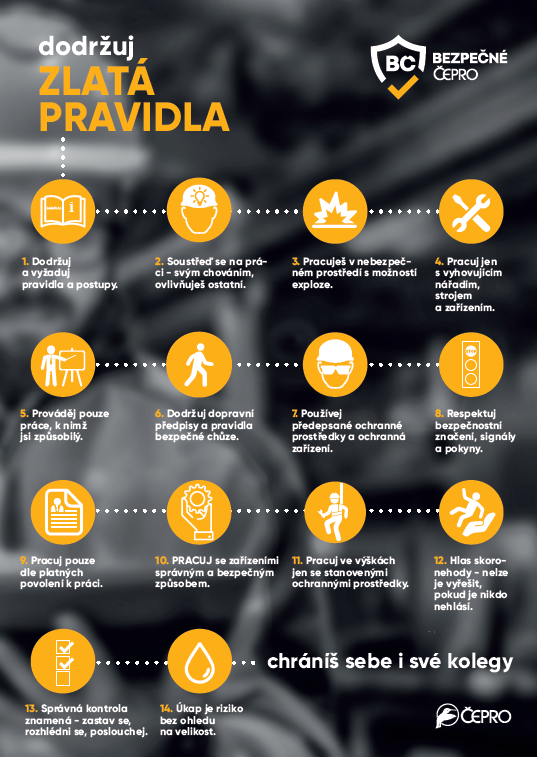 dodržuj
ZLATÁ
PRAVIDLA
BC
BEZPEČNÉ
ČEPRO
i
1. Dodržuj
a vyžaduj
pravidla a postupy.
2. Soustřeď se na prá-
ci - svým chováním,
ovlivňuješ ostatní.
3. Pracuješ v nebezpeč-
ném prostředí s možností
exploze.
4. Pracuj jen
s vyhovujícím
nářadím,
strojem
a zařízením.
5. Prováděj pouze
práce, k nimž
jsi způsobilý.
6. Dodržuj dopravní
předpisy a pravidla
bezpečné chůze.
7. Používej
předepsané ochranné
prostředky a ochranná
zařízení.
STOP
8. Respektuj
bezpečnostní
značení, signály
a pokyny.
9. Pracuj pouze
dle platných
povolení k práci.
10. PRACUJ se zařízeními
správným a bezpečným
způsobem.
11. Pracuj ve výškách
jen se stanovenými
ochrannými prostředky.
12. Hlas skoro-
nehody - nelze
je vyřešit,
pokud je nikdo
nehlásí.
13. Správná kontrola
znamená - zastav se,
rozhlédni se, poslouchej.
14. Úkap je riziko
bez ohledu
na velikost.
chráníš sebe i své kolegy
ČEPRO